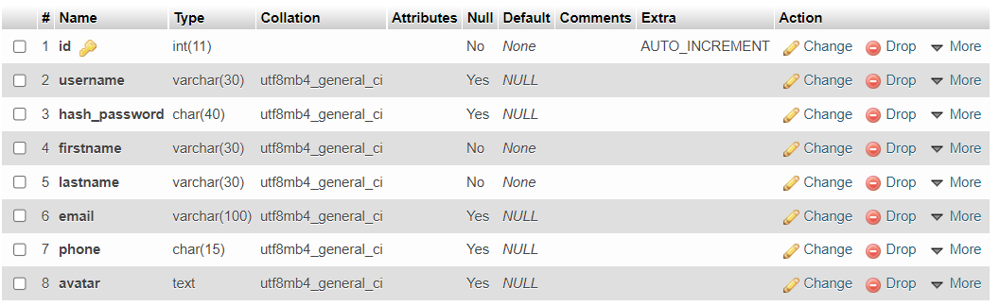 # Name Type Collation Attributes Null Default Comments Extra Action
1 id int(11) No None AUTO_INCREMENT Change Drop More
2 username varchar(30) utf8mb4_general_ci Yes NULL Change Drop More
3 hash_password char(40) utf8mb4_general_ci Yes NULL Change Drop More
4 firstname varchar(30) utf8mb4_general_ci No None Change Drop More
5 lastname varchar(30) utf8mb4_general_ci No None Change Drop More
6 email varchar(100) utf8mb4_general_ci Yes NULL Change Drop More
7 phone char(15) utf8mb4_general_ci Yes NULL Change Drop More
8 avatar text utf8mb4_general_ci Yes NULL Change Drop More